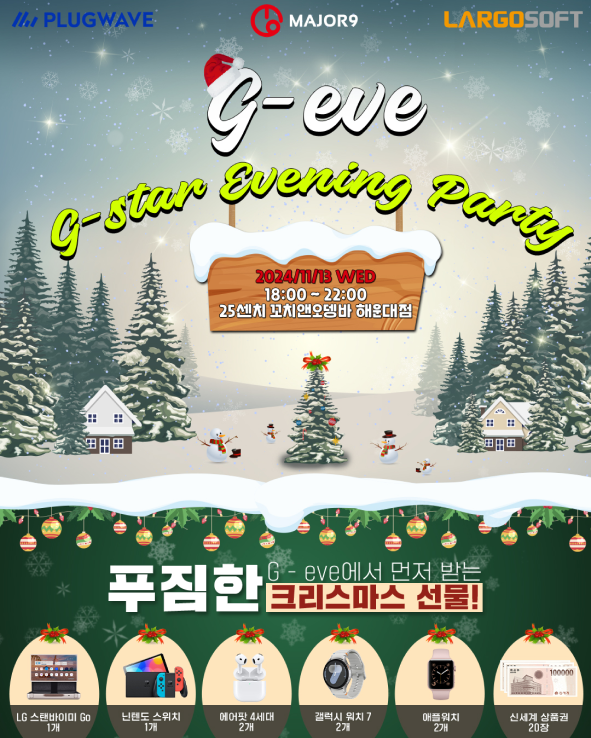 PLUGWAVE
MAJOR9
LARGOSOFT
G-eve
G-star Evening Party
2024/11/13 WED
18:00 ~ 22:00
25센치 꼬치앤오뎅바 해운대점
푸짐한
G - eve에서 먼저 받는
크리스마스 선물!
100000
LG 스탠바이미 Go
1개
닌텐도 스위치
1개
에어팟 4세대
2개
갤럭시 워치 7
2개
애플워치
2개
신세계 상품권
20장